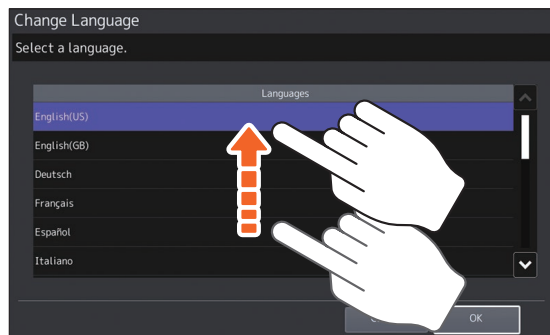 Change Language
Select a language.
Languages
English(US)
English(GB)
Deutsch
Français
Español
Italiano
OK